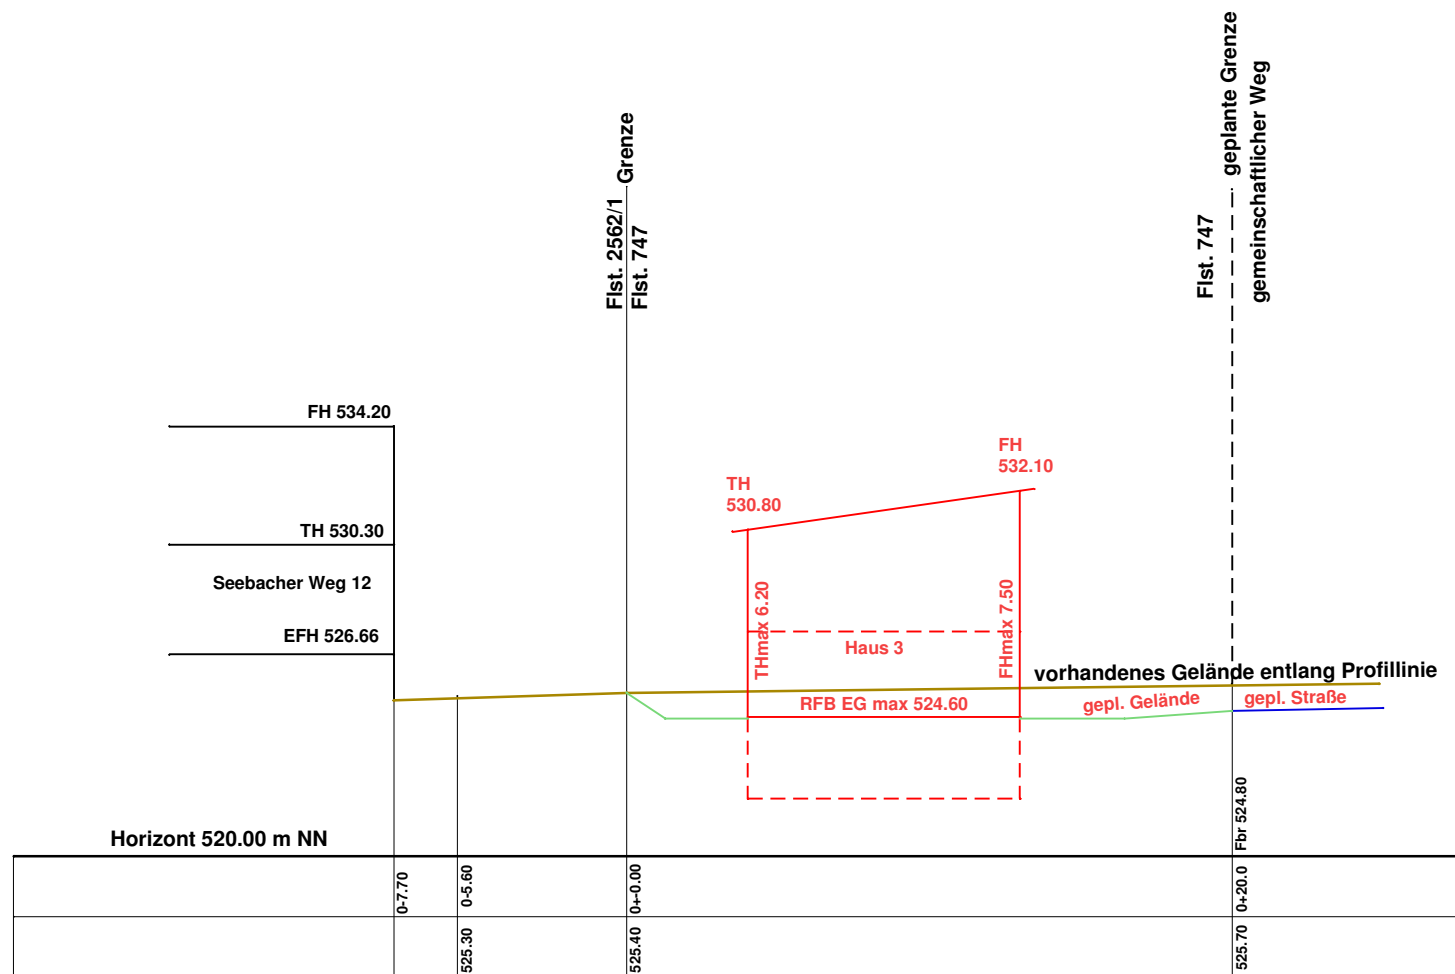 geplante Grenze
gemeinschaftlicher Weg
Grenze
Flst. 2562/1
Flst. 747
Flst. 747
FH 534.20
FH
532.10
TH
530.80
TH 530.30
Seebacher Weg 12
THmax 6.20
FHmax 7.50
EFH 526.66
Haus 3
vorhandenes Gelände entlang Profillinie
RFB EG max 524.60
gepl. Gelände
gepl. Straße
Fbr 524.80
Horizont 520.00 m NN
0-7.70
0-5.60
0+-0.00
0+20.0
525.30
525.40
525.70